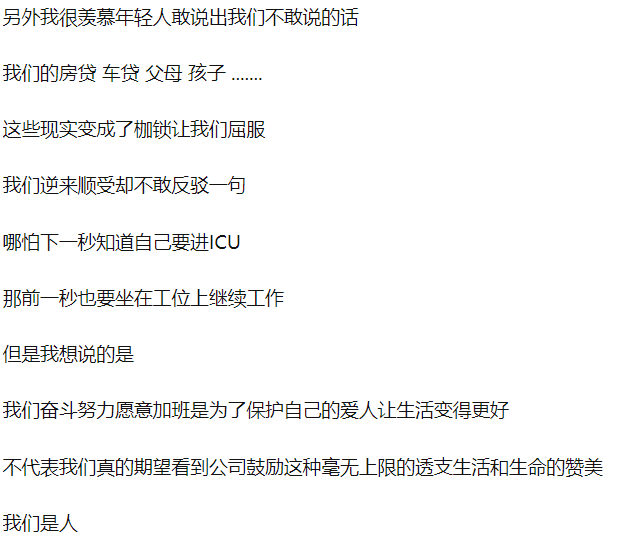 另外我很羡慕年轻人敢说出我们不敢说的话
我们的房贷 车贷 父母 孩子 .......
这些现实变成了枷锁让我们屈服
我们逆来顺受却不敢反驳一句
哪怕下一秒知道自己要进ICU
那前一秒也要坐在工位上继续工作
但是我想说的是
我们奋斗努力愿意加班是为了保护自己的爱人让生活变得更好
不代表我们真的期望看到公司鼓励这种毫无上限的透支生活和生命的赞美
我们是人